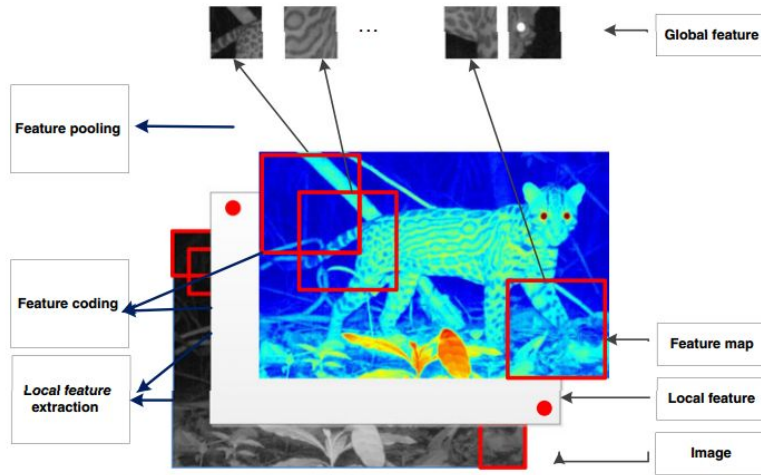 ...
Global feature
Feature pooling
Feature coding
Feature map
Local feature
extraction
Local feature
Image